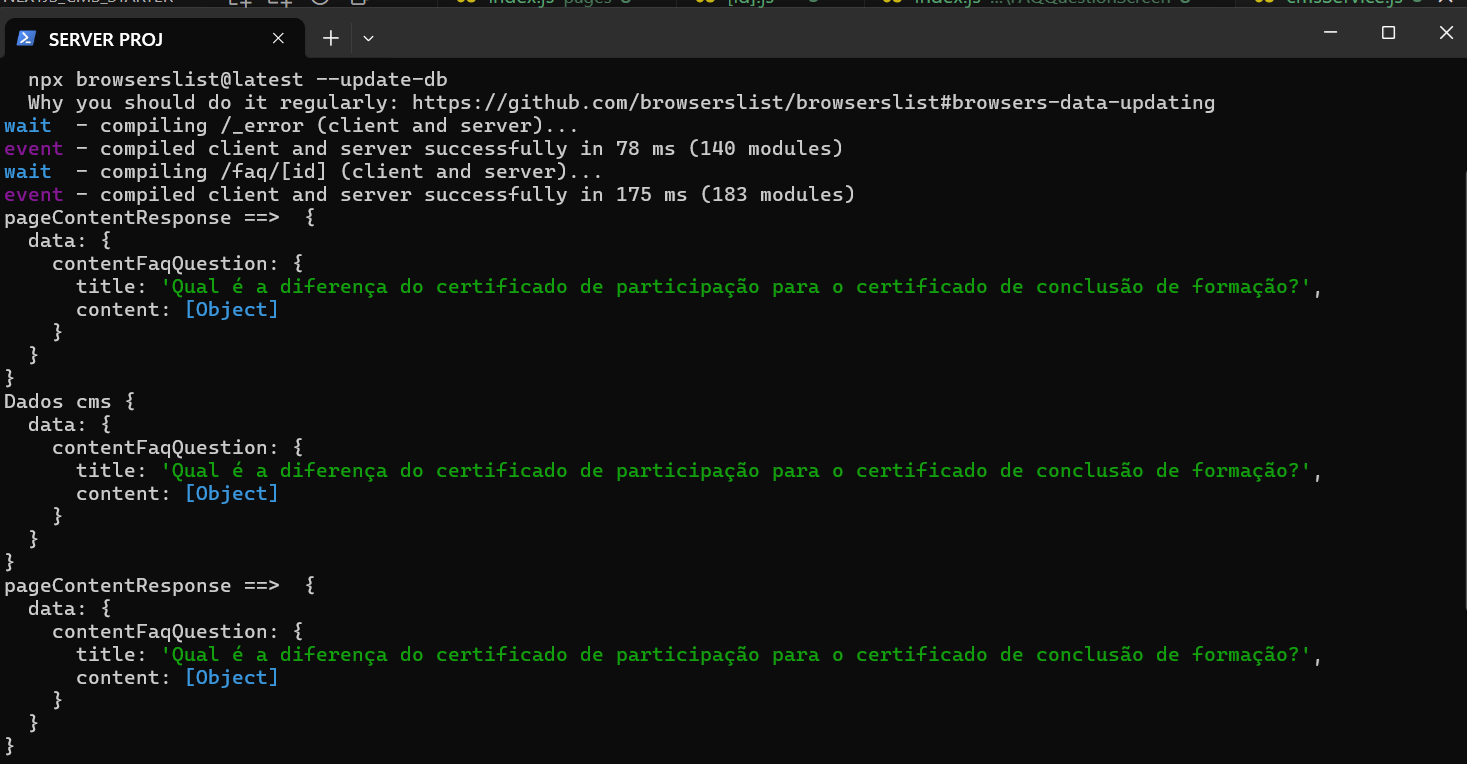 SERVER PROJ
npx browserslist@latest --update-db
Why you should do it regularly: https://github.com/browserslist/browserslist#browsers-data-updating
wait  - compiling /_error (client and server)...
event - compiled client and server successfully in 78 ms (140 modules)
wait  - compiling /faq/[id] (client and server)...
event - compiled client and server successfully in 175 ms (183 modules)
pageContentResponse ==>  {
  data: {
    contentFaqQuestion: {
      title: 'Qual é a diferença do certificado de participação para o certificado de conclusão de formação?',
      content: [Object]
    }
  }
}
Dados cms {
  data: {
    contentFaqQuestion: {
      title: 'Qual é a diferença do certificado de participação para o certificado de conclusão de formação?',
      content: [Object]
    }
  }
}
pageContentResponse ==>  {
  data: {
    contentFaqQuestion: {
      title: 'Qual é a diferença do certificado de participação para o certificado de conclusão de formação?',
      content: [Object]
    }
  }
}